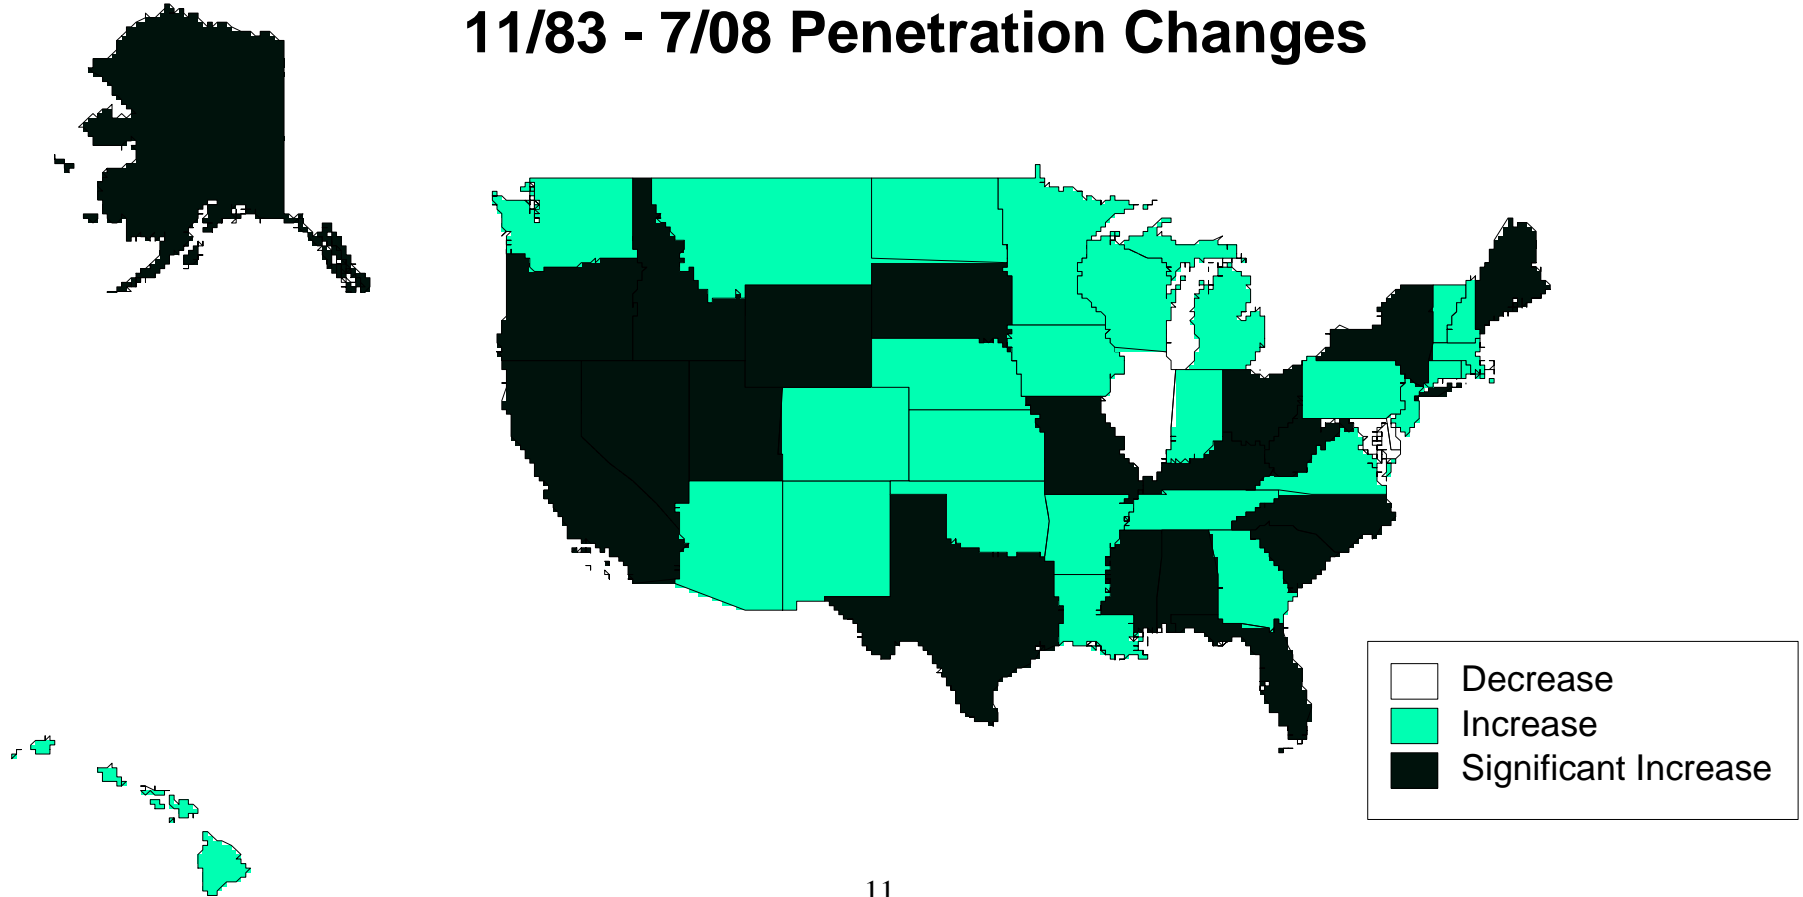 11/83 - 7/08 Penetration Changes
Decrease
Increase
Significant Increase
11